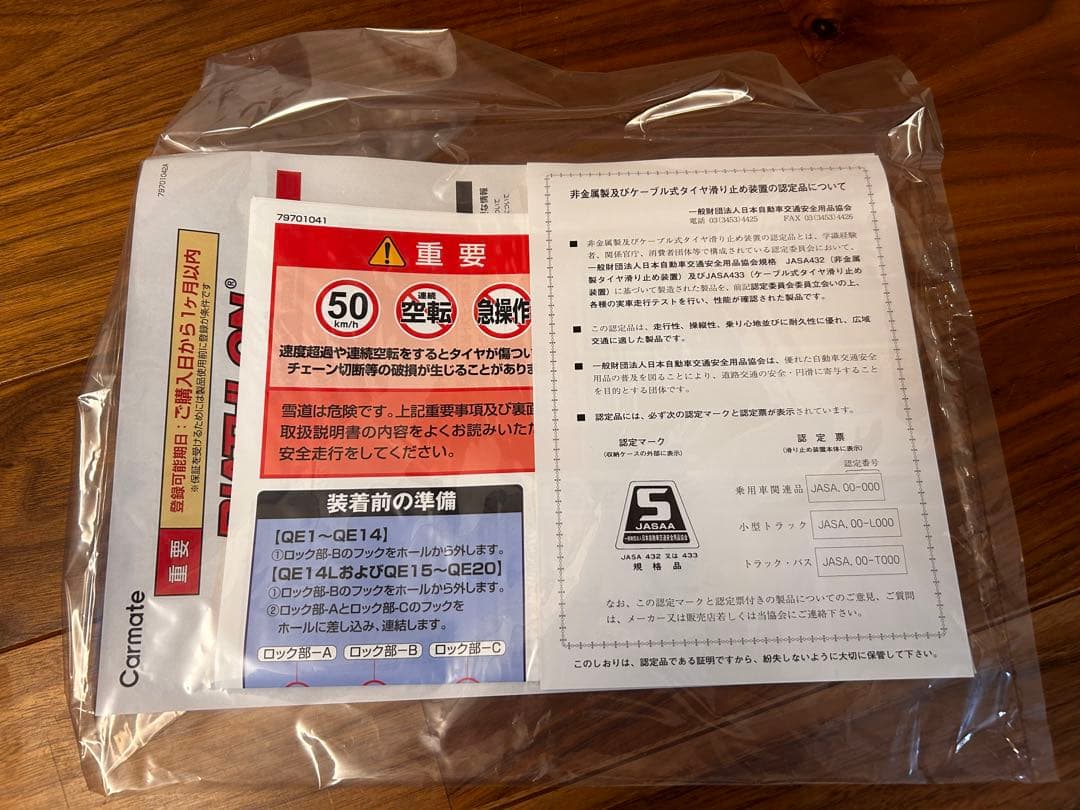 79701042A
Carmate
重要
登録可能期日：ご購入日から1ヶ月以内
※保証を受けるためには製品使用前に登録が条件です
®
79701041
重要
50
km/h
連続
空転
急操作
速度超過や連続空転をするとタイヤが傷つい
チェーン切断等の破損が生じることがありま
雪道は危険です。上記重要事項及び裏面
取扱説明書の内容をよくお読みいただ
安全走行をしてください。
装着前の準備
【QE1～QE14】
①ロック部-Bのフックをホールから外します。
【QE14LおよびQE15～QE20】
①ロック部-Bのフックをホールから外します。
②ロック部-Aとロック部-Cのフックを
ホールに差し込み、連結します。
ロック部-A ロック部-B ロック部-C
非金属製及びケーブル式タイヤ滑り止め装置の認定品について
一般財団法人日本自動車交通安全用品協会
電話 03(3453)4425 FAX 03(3453)4426
■ 非金属製及びケーブル式タイヤ滑り止め装置の認定品とは、学識経験
者、関係官庁、消費者団体等で構成されている認定委員会において、
一般財団法人日本自動車交通安全用品協会規格 JASA432（非金属
製タイヤ滑り止め装置）及びJASA433（ケーブル式タイヤ滑り止め
装置）に基づいて製造された製品を、前記認定委員会委員立会いの上、
各種の実車走行テストを行い、性能が確認された製品です。
■ この認定品は、走行性、操縦性、乗り心地並びに耐久性に優れ、広域
交通に適した製品です。
■ 一般財団法人日本自動車交通安全用品協会は、優れた自動車交通安全
用品の普及を図ることにより、道路交通の安全・円滑に寄与すること
を目的とする団体です。
■ 認定品には、必ず次の認定マークと認定票が表示されています。
認定マーク
(収納ケースの外部に表示)
認定票
(滑り止め装置本体に表示)
認定番号
S
JASAA
一般財団法人日本自動車交通安全用品協会
JASA 432 又は 433
規格品
乗用車関連品 JASA.00-000
小型トラック JASA.00-L000
トラック・バス JASA.00-T000
なお、この認定マークと認定票付きの製品についてのご意見、ご質問
は、メーカー又は販売店若しくは当協会にご連絡下さい。
このしおりは、認定品である証明ですから、紛失しないように大切に保管して下さい。